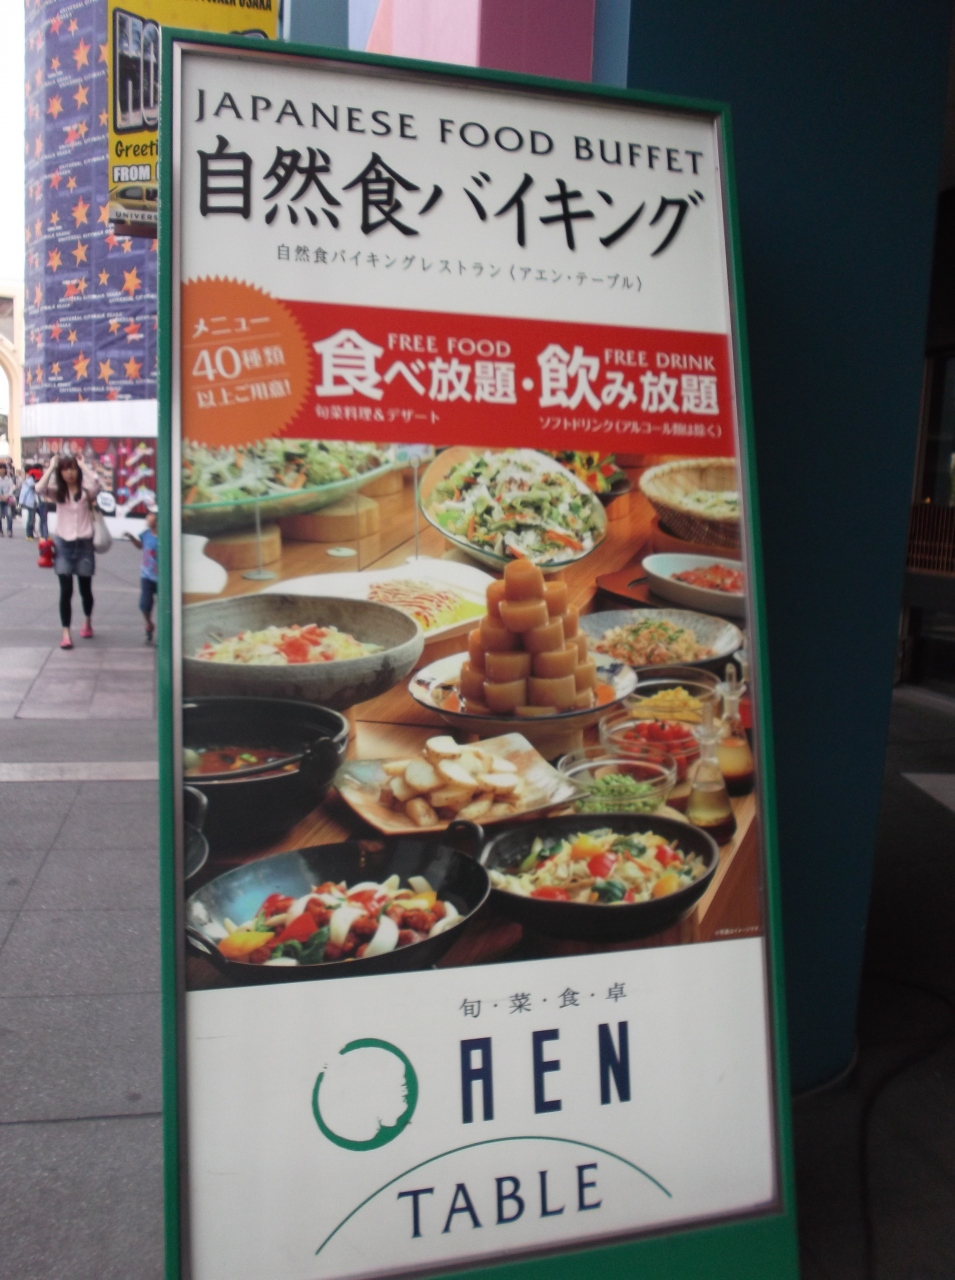 OSAKA
Greeti
FROM
UNIVERS
JAPANESE FOOD BUFFET
自然食バイキング
自然食バイキングレストラン（アエン・テーブル）
メニュー
40種類
以上ご用意!
FREE FOOD
食べ放題・
旬菜料理&デザート
FREE DRINK
飲み放題
ソフトドリンク(アルコール類は除く)
旬・菜・食・卓
AEN
TABLE